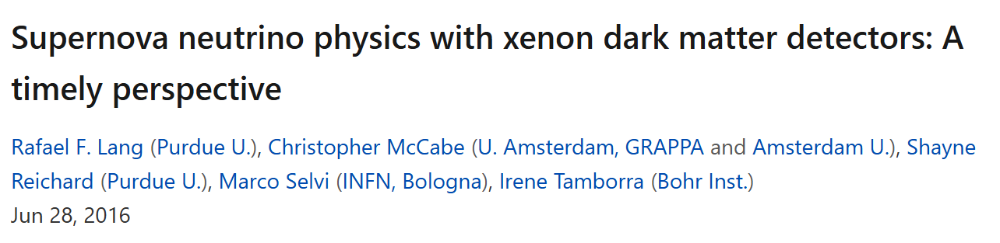 Supernova neutrino physics with xenon dark matter detectors: A
timely perspective
Rafael F. Lang (Purdue U.), Christopher McCabe (U. Amsterdam, GRAPPA and Amsterdam U.), Shayne
Reichard (Purdue U.), Marco Selvi (INFN, Bologna), Irene Tamborra (Bohr Inst.)
Jun 28, 2016